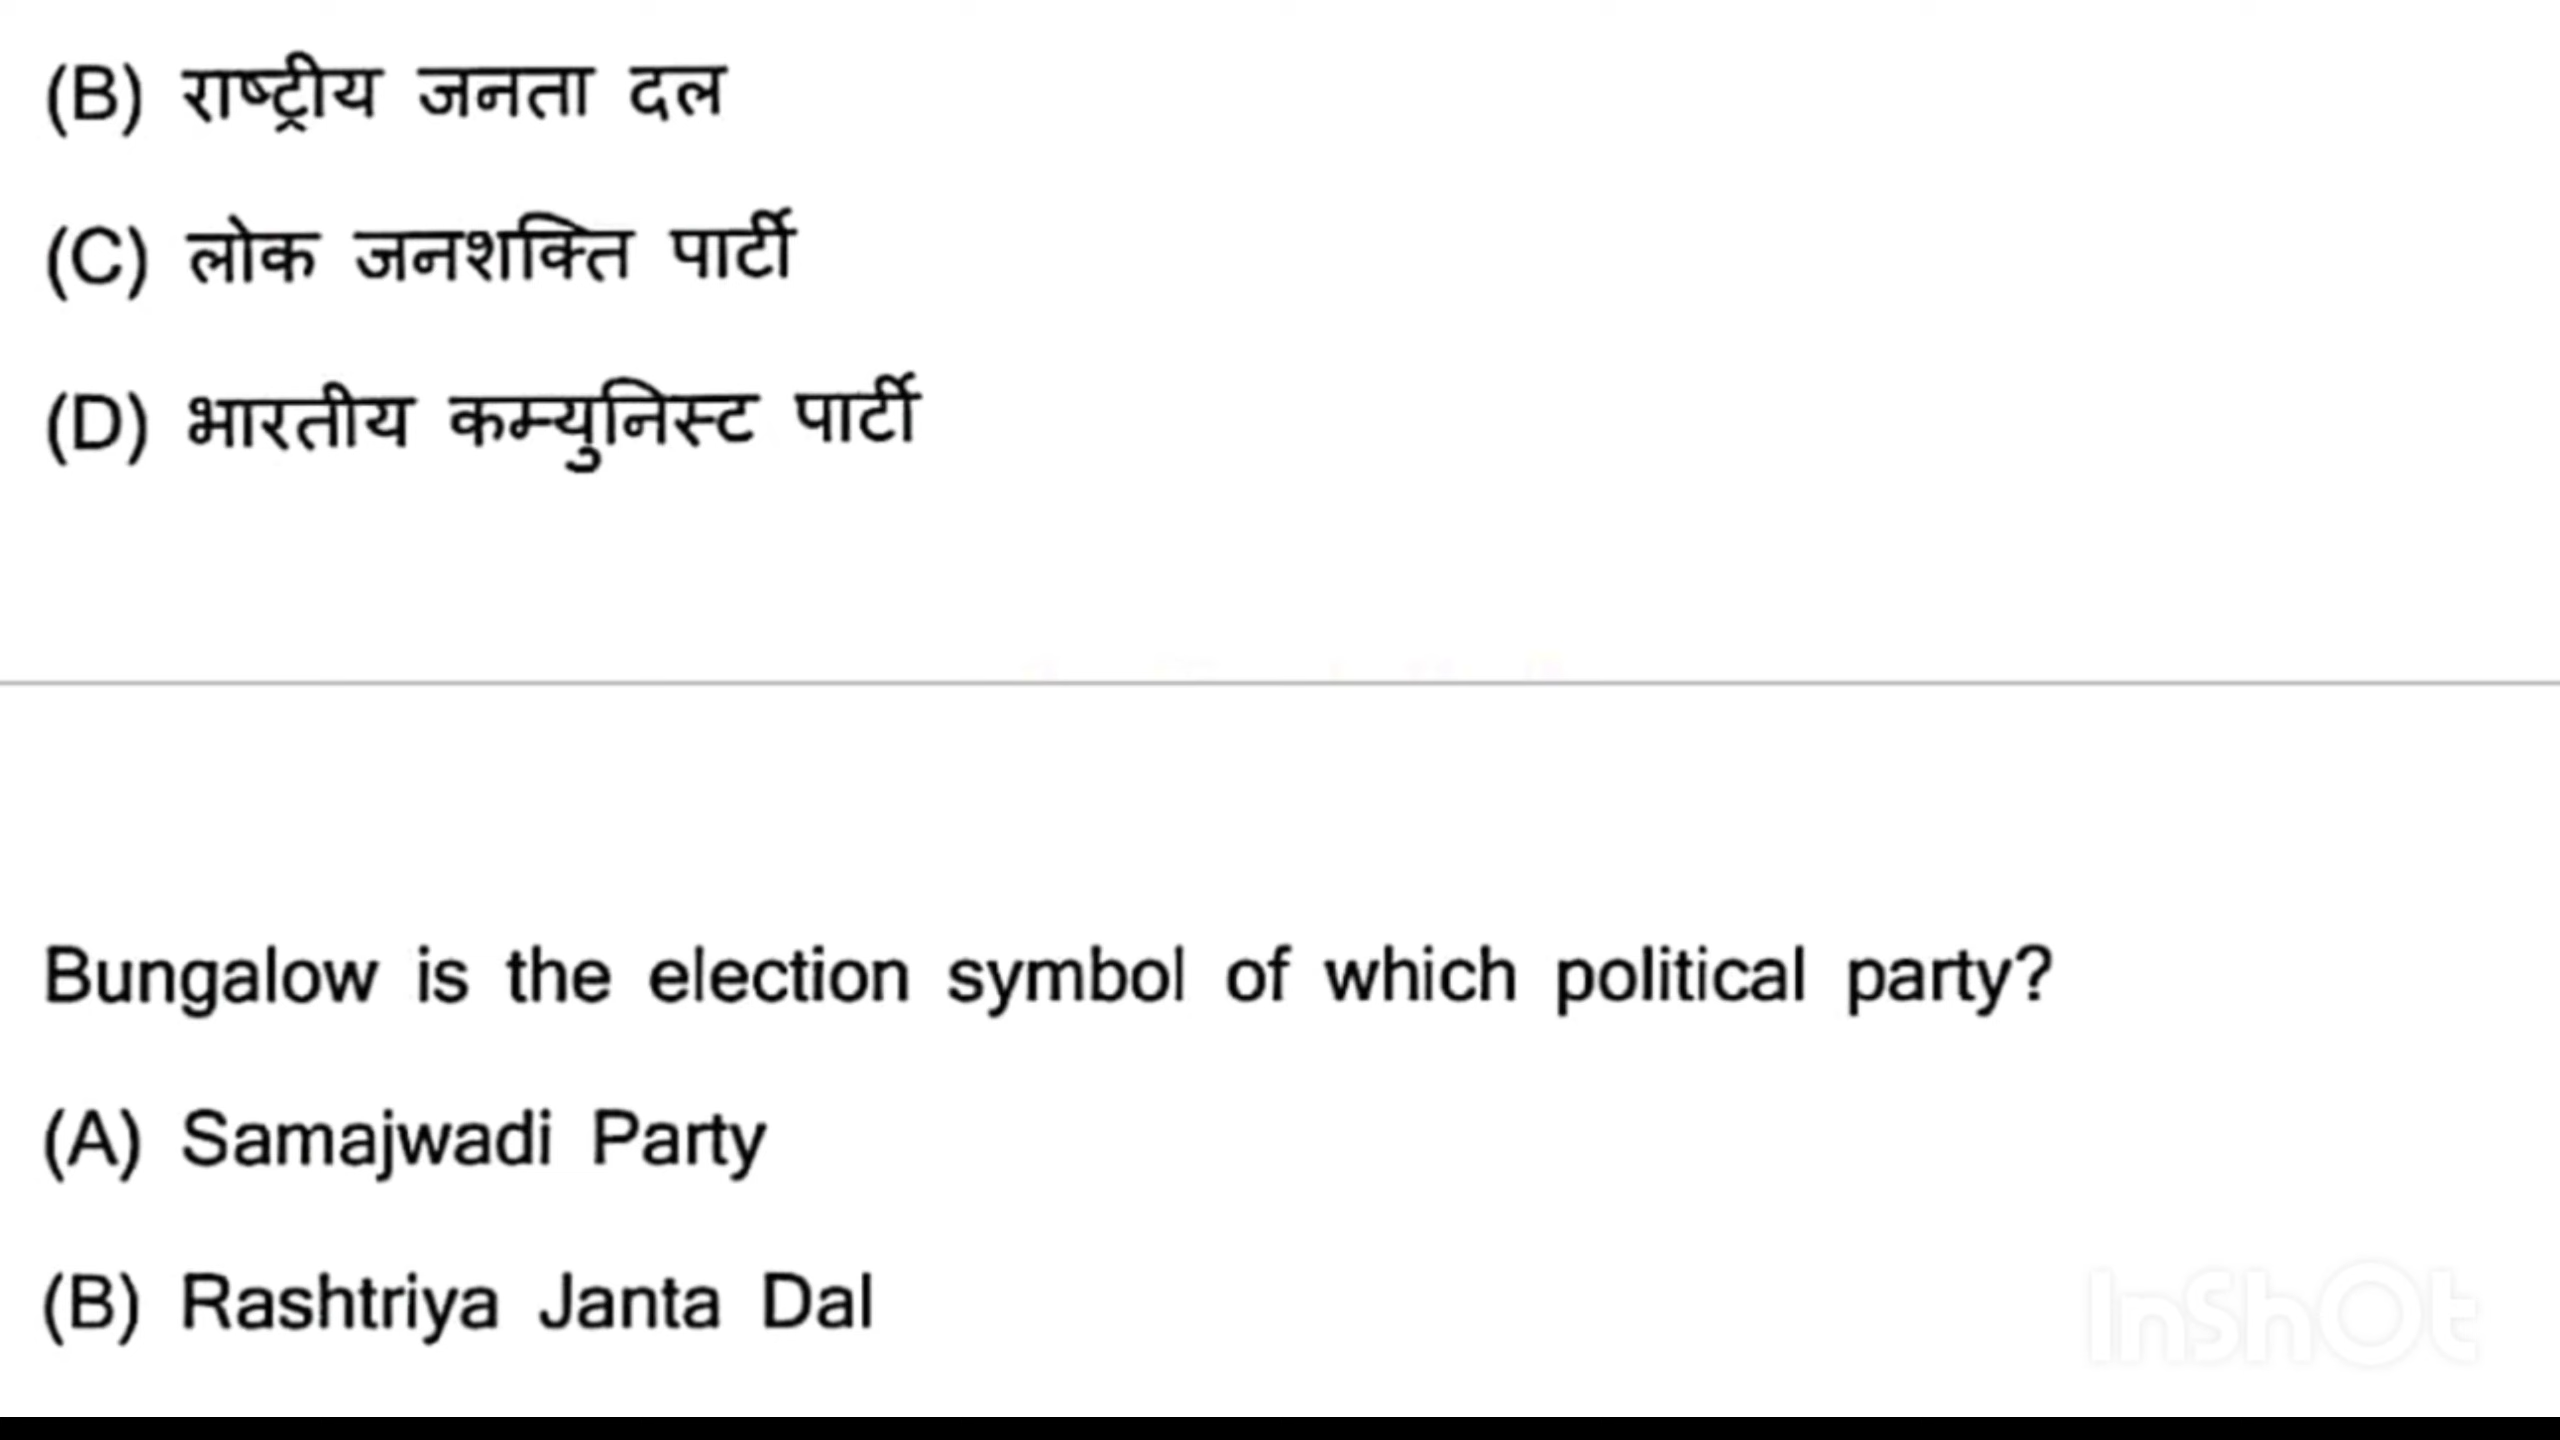 (B) राष्ट्रीय जनता दल
(C) लोक जनशक्ति पार्टी
(D) भारतीय कम्युनिस्ट पार्टी
Bungalow is the election symbol of which political party?
(A) Samajwadi Party
(B) Rashtriya Janta Dal
InShOt